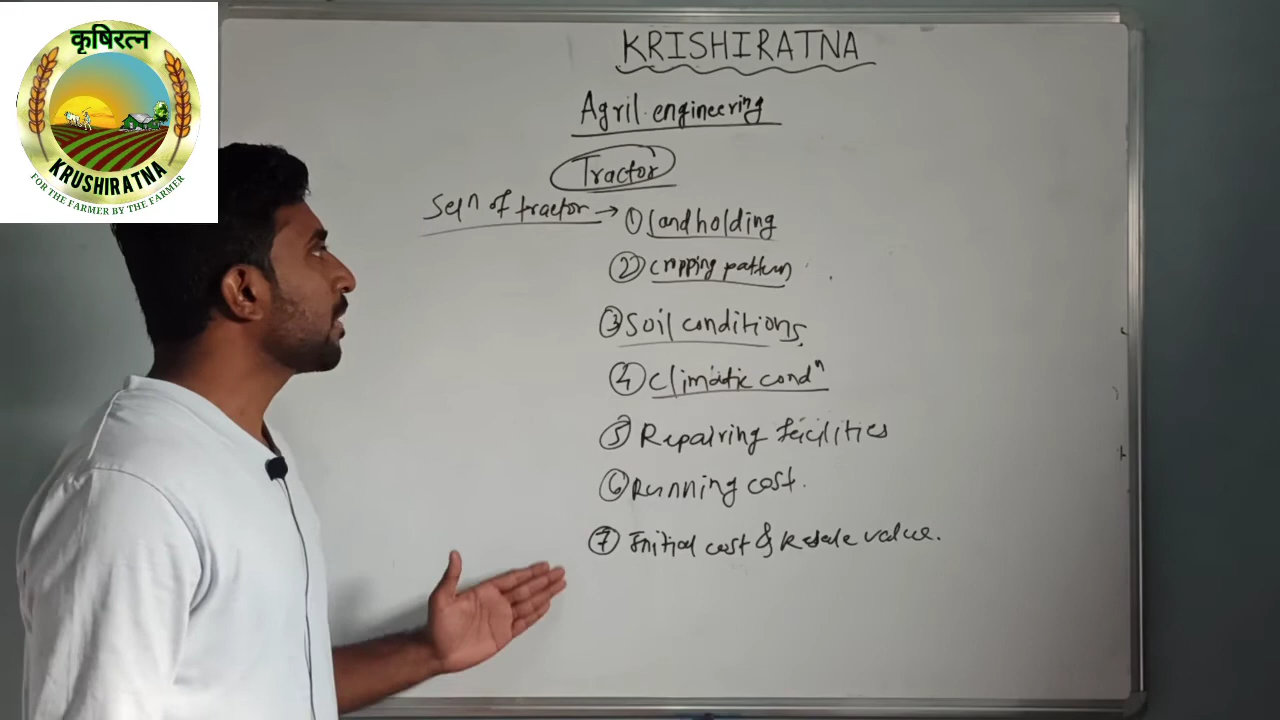 कृषिरत्न
KRUSHIRATNA
FOR THE FARMER BY THE FARMER
KRISHIRATNA
Agril. engineering
Tractor
Seln of tractor → ① Land holding
② cropping pattern
③ Soil conditions
④ climatic condn
⑤ Repairing facilities
⑥ Running cost.
⑦ Initial cost & Resale value.